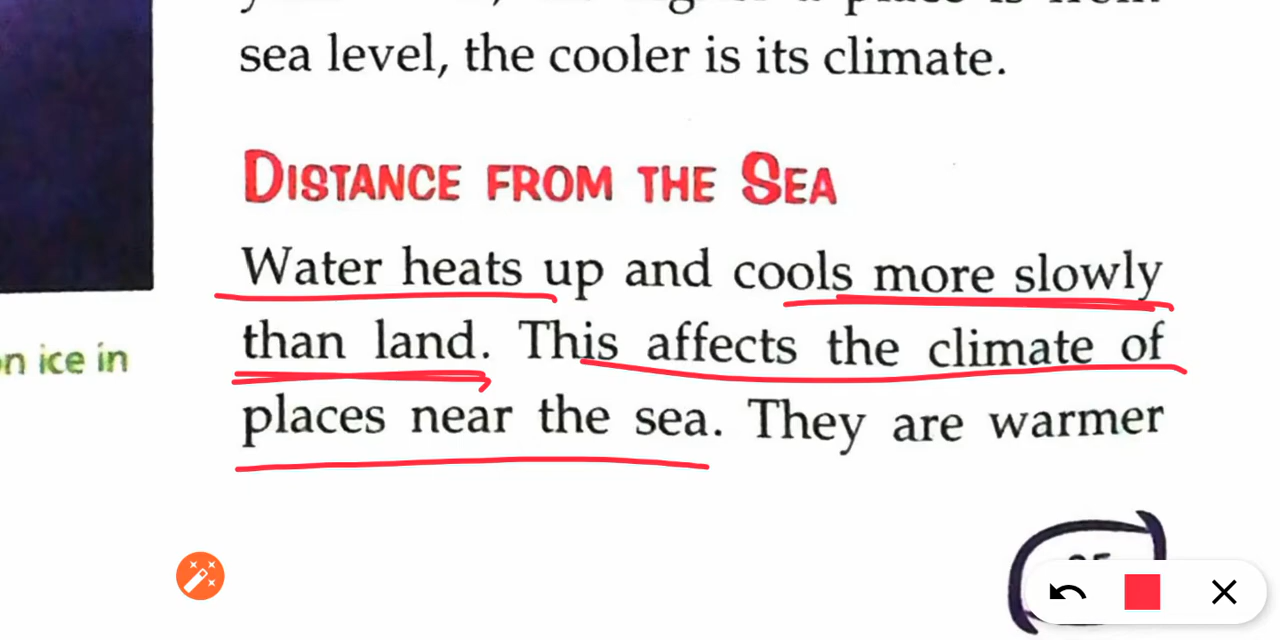 sea level, the cooler is its climate.
DISTANCE FROM THE SEA
Water heats up and cools more slowly
than land. This affects the climate of
on ice in
places near the sea. They are warmer